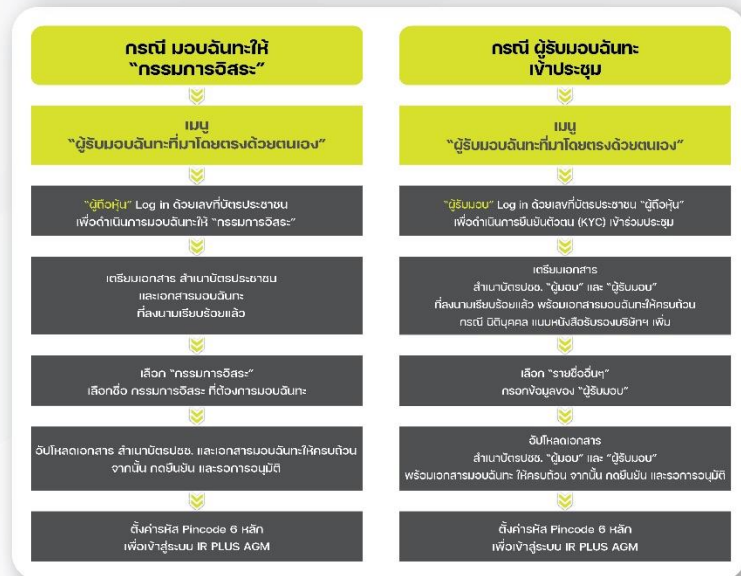 กรณี มอบฉันทะให้
"กรรมการอิสระ"
เมนู
"ผู้รับมอบฉันทะที่มาโดยตรงด้วยตนเอง"
"ผู้ถือหุ้น" Log in ด้วยเลขที่บัตรประชาชน
เพื่อดำเนินการมอบฉันทะให้ "กรรมการอิสระ"
เตรียมเอกสาร สำเนาบัตรประชาชน
และเอกสารมอบฉันทะ
ที่ลงนามเรียบร้อยแล้ว
เลือก "กรรมการอิสระ"
เลือกชื่อ กรรมการอิสระ ที่ต้องการมอบฉันทะ
อัปโหลดเอกสาร สำเนาบัตรปชช. และเอกสารมอบฉันทะให้ครบถ้วน
จากนั้น กดยืนยัน และรอการอนุมัติ
ตั้งค่ารหัส Pincode 6 หลัก
เพื่อเข้าสู่ระบบ IR PLUS AGM
กรณี ผู้รับมอบฉันทะ
เข้าประชุม
เมนู
"ผู้รับมอบฉันทะที่มาโดยตรงด้วยตนเอง"
"ผู้รับมอบ" Log in ด้วยเลขที่บัตรประชาชน "ผู้ถือหุ้น"
เพื่อดำเนินการยืนยันตัวตน (KYC) เข้าร่วมประชุม
เตรียมเอกสาร
สำเนาบัตรปชช. "ผู้มอบ" และ "ผู้รับมอบ"
ที่ลงนามเรียบร้อยแล้ว พร้อมเอกสารมอบฉันทะให้ครบถ้วน
กรณี นิติบุคคล แนบหนังสือรับรองบริษัทฯ เพิ่ม
เลือก "รายชื่ออื่นๆ"
กรอกข้อมูลของ "ผู้รับมอบ"
อัปโหลดเอกสาร
สำเนาบัตรปชช. "ผู้มอบ" และ "ผู้รับมอบ"
พร้อมเอกสารมอบฉันทะ ให้ครบถ้วน จากนั้น กดยืนยัน และรอการอนุมัติ
ตั้งค่ารหัส Pincode 6 หลัก
เพื่อเข้าสู่ระบบ IR PLUS AGM